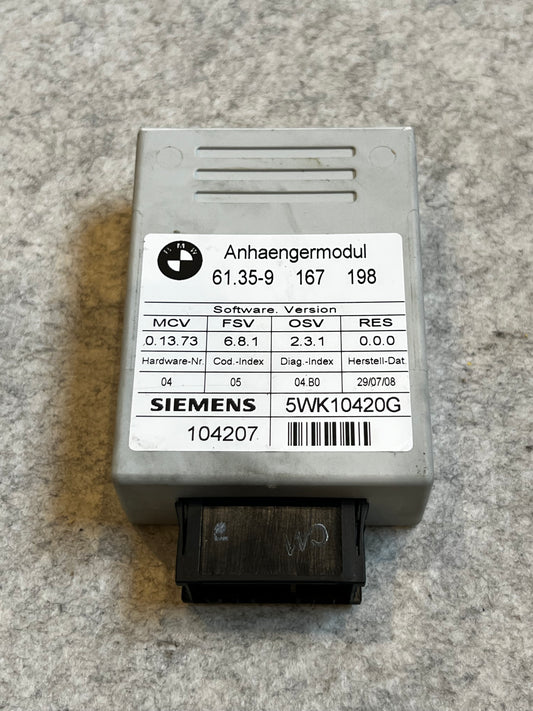 BMW
Anhaengermodul
61.35-9 167 198
Software. Version
MCV FSV OSV RES
.0.13.73 6.8.1 2.3.1 0.0.0
Hardware-Nr. Cod.-Index Diag.-Index Herstell-Dat.
04 05 04.B0 29/07/08
SIEMENS 5WK10420G
104207